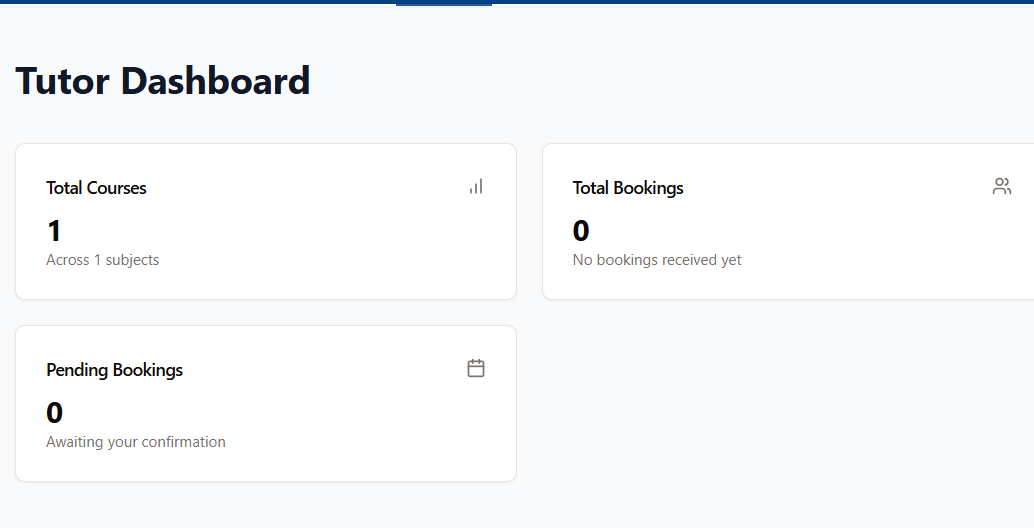 Tutor Dashboard
Total Courses
1
Across 1 subjects
Total Bookings
0
No bookings received yet
Pending Bookings
0
Awaiting your confirmation